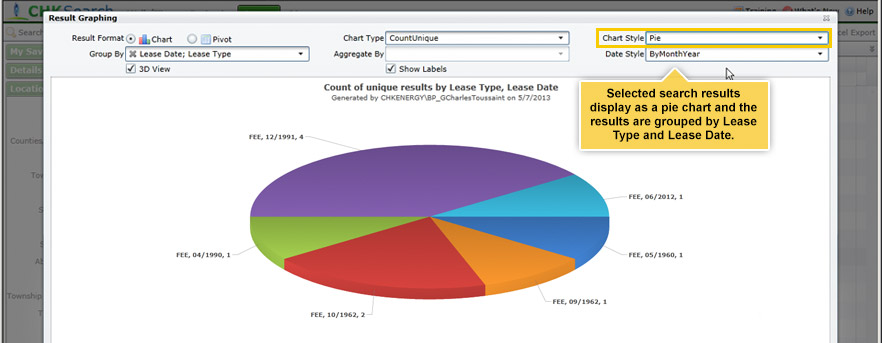 CHKSearch
Training
What's New
Help
Result Graphing
Search
Export
Result Format
Chart
Pivot
Chart Type
CountUnique
Chart Style
Pie
My Sav
Group By
Lease Date; Lease Type
Aggregate By
Date Style
ByMonthYear
Details
3D View
Show Labels
Locatio
Count of unique results by Lease Type, Lease Date
Generated by CHKENERGY\BP_GCharlesToussaint on 5/7/2013
Selected search results
display as a pie chart and the
results are grouped by Lease
Type and Lease Date.
Counties
FEE, 12/1991, 4
Tow
FEE, 06/2012, 1
S
S
FEE, 04/1990, 1
FEE, 05/1960, 1
Al
Township
FEE, 09/1962, 1
FEE, 10/1962, 2